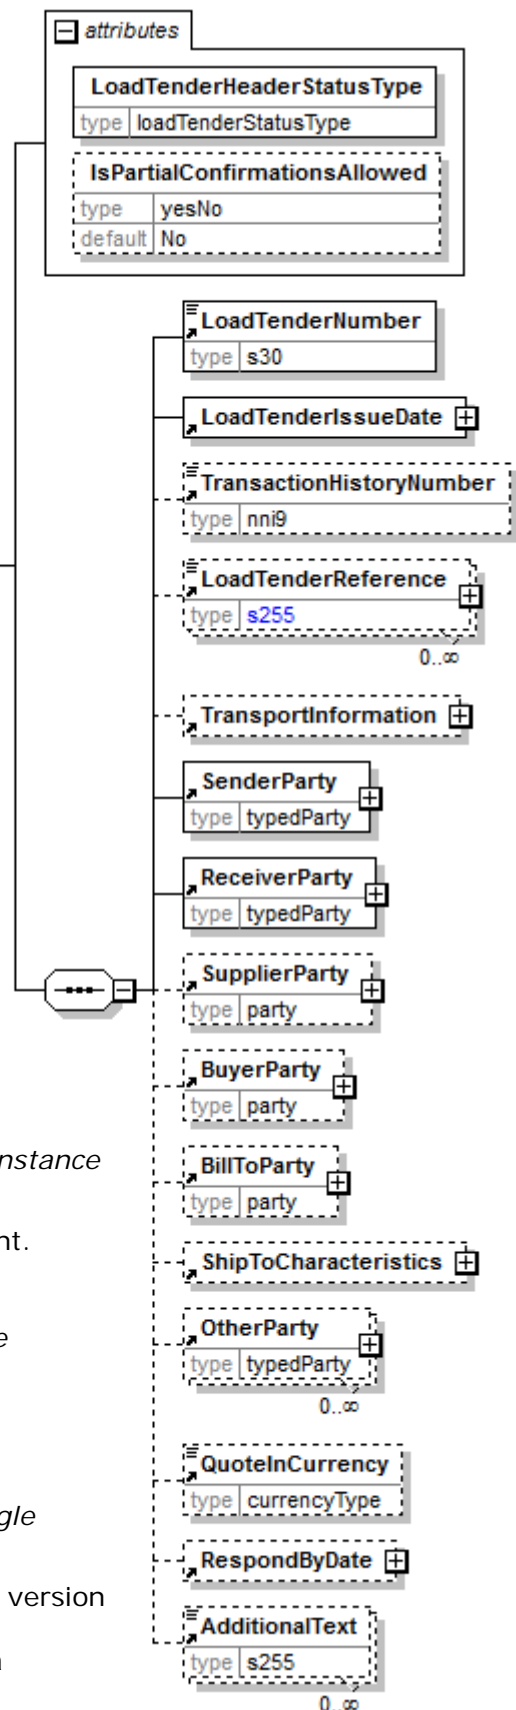 attributes
LoadTenderHeaderStatusType
type loadTenderStatusType
IsPartialConfirmationsAllowed
type yesNo
default No
LoadTenderNumber
type s30
LoadTenderIssueDate
TransactionHistoryNumber
type nni9
LoadTenderReference
type s255
0..∞
TransportInformation
SenderParty
type typedParty
ReceiverParty
type typedParty
SupplierParty
type party
BuyerParty
type party
nstance
BillToParty
type party
nt.
ShipToCharacteristics
e
OtherParty
type typedParty
0..∞
QuoteInCurrency
type currencyType
gle
RespondByDate
version
AdditionalText
type s255
0..∞